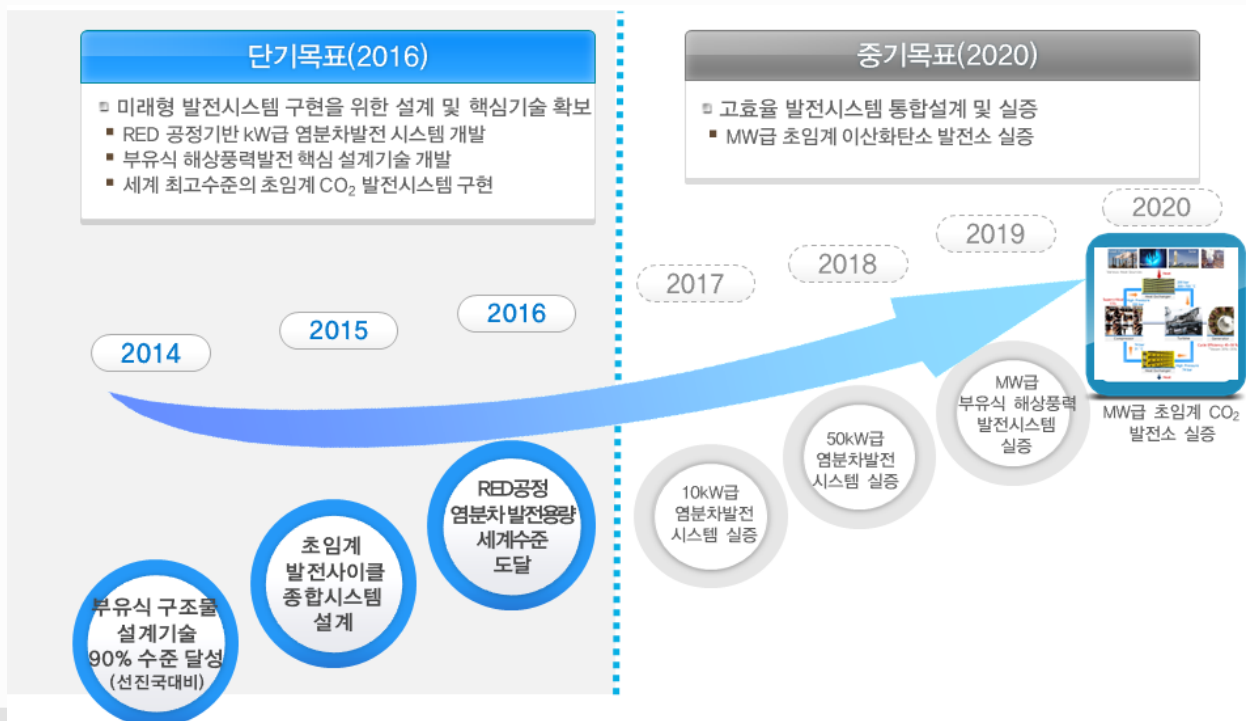 단기목표(2016)
미래형 발전시스템 구현을 위한 설계 및 핵심기술 확보
RED 공정기반 kW급 염분차발전 시스템 개발
부유식 해상풍력발전 핵심 설계기술 개발
세계 최고수준의 초임계 CO₂ 발전시스템 구현
중기목표(2020)
고효율 발전시스템 통합설계 및 실증
MW급 초임계 이산화탄소 발전소 실증
2014
2015
2016
2017
2018
2019
2020
부유식 구조물
설계기술
90% 수준 달성
(선진국대비)
초임계
발전사이클
종합시스템
설계
RED공정
염분차 발전용량
세계수준
도달
10kW급
염분차발전
시스템 실증
50kW급
염분차발전
시스템 실증
MW급
부유식 해상풍력
발전시스템
실증
MW급 초임계 CO₂
발전소 실증